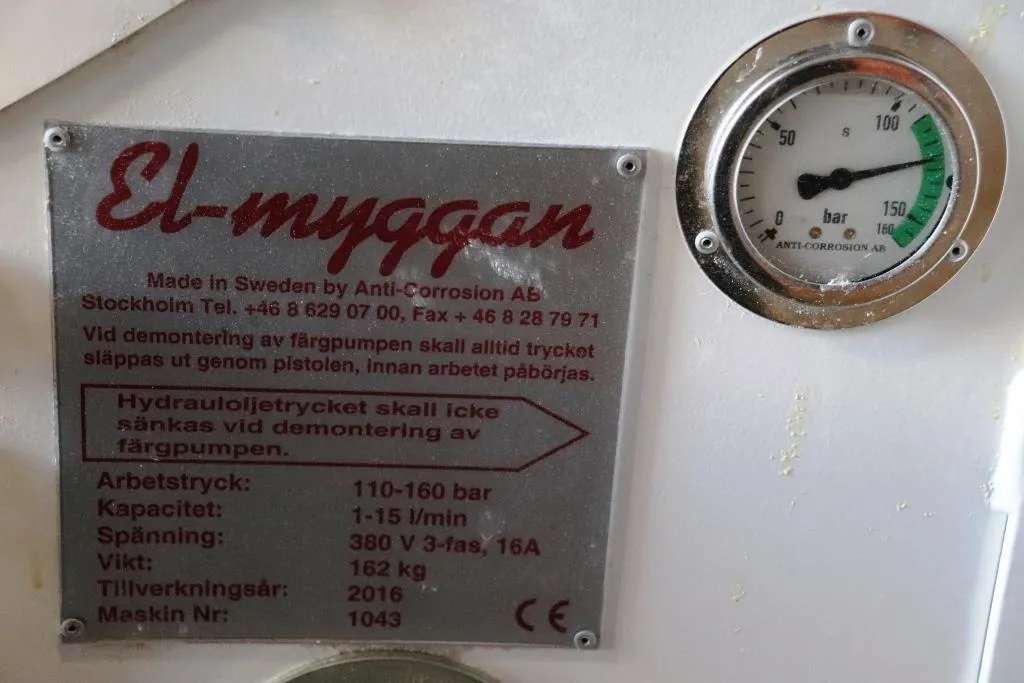 El-myggan
Made in Sweden by Anti-Corrosion AB
Stockholm Tel. +46 8 629 07 00, Fax + 46 8 28 79 71
Vid demontering av färgpumpen skall alltid trycket
släppas ut genom pistolen, innan arbetet påbörjas.
Hydrauloljetrycket skall icke
sänkas vid demontering av
färgpumpen.
Arbetstryck: 110-160 bar
Kapacitet: 1-15 l/min
Spänning: 380 V 3-fas, 16A
Vikt: 162 kg
Tillverkningsår: 2016
Maskin Nr: 1043
CE
50 S 100
0 bar 150
160
ANTI-CORROSION AB